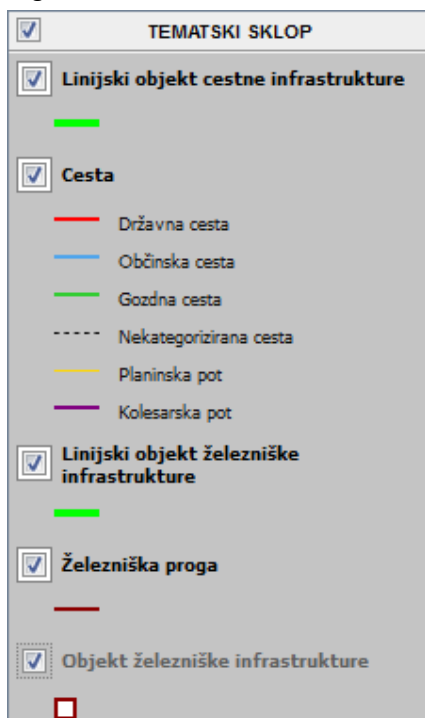 TEMATSKI SKLOP
Linijski objekt cestne infrastrukture
Cesta
Državna cesta
Občinska cesta
Gozdna cesta
Nekategorizirana cesta
Planinska pot
Kolesarska pot
Linijski objekt železniške
infrastrukture
Železniška proga
Objekt železniške infrastrukture